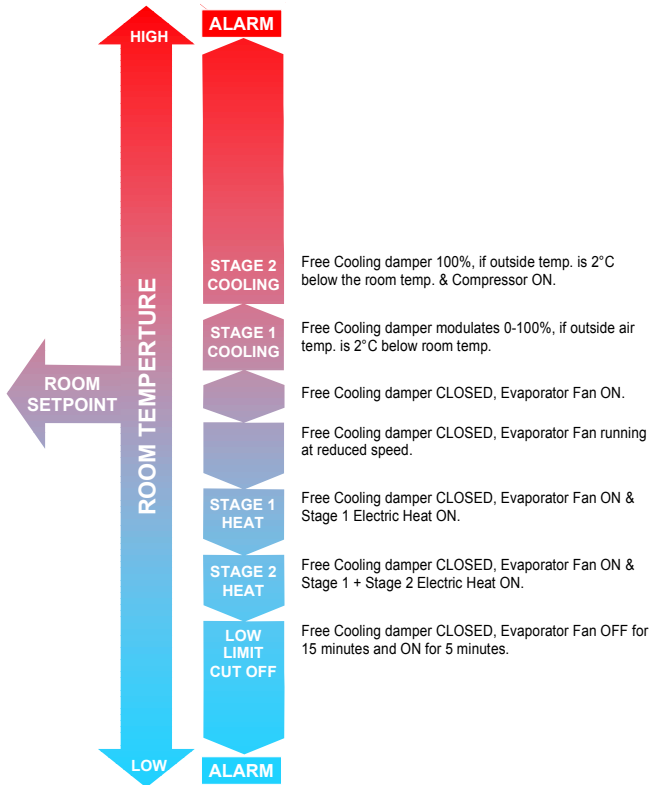 HIGH
ALARM
STAGE 2
COOLING
Free Cooling damper 100%, if outside temp. is 2°C
below the room temp. & Compressor ON.
STAGE 1
COOLING
Free Cooling damper modulates 0-100%, if outside air
temp. is 2°C below room temp.
ROOM
SETPOINT
ROOM TEMPERTURE
Free Cooling damper CLOSED, Evaporator Fan ON.
Free Cooling damper CLOSED, Evaporator Fan running
at reduced speed.
STAGE 1
HEAT
Free Cooling damper CLOSED, Evaporator Fan ON &
Stage 1 Electric Heat ON.
STAGE 2
HEAT
Free Cooling damper CLOSED, Evaporator Fan ON &
Stage 1 + Stage 2 Electric Heat ON.
LOW
LIMIT
CUT OFF
Free Cooling damper CLOSED, Evaporator Fan OFF for
15 minutes and ON for 5 minutes.
LOW
ALARM